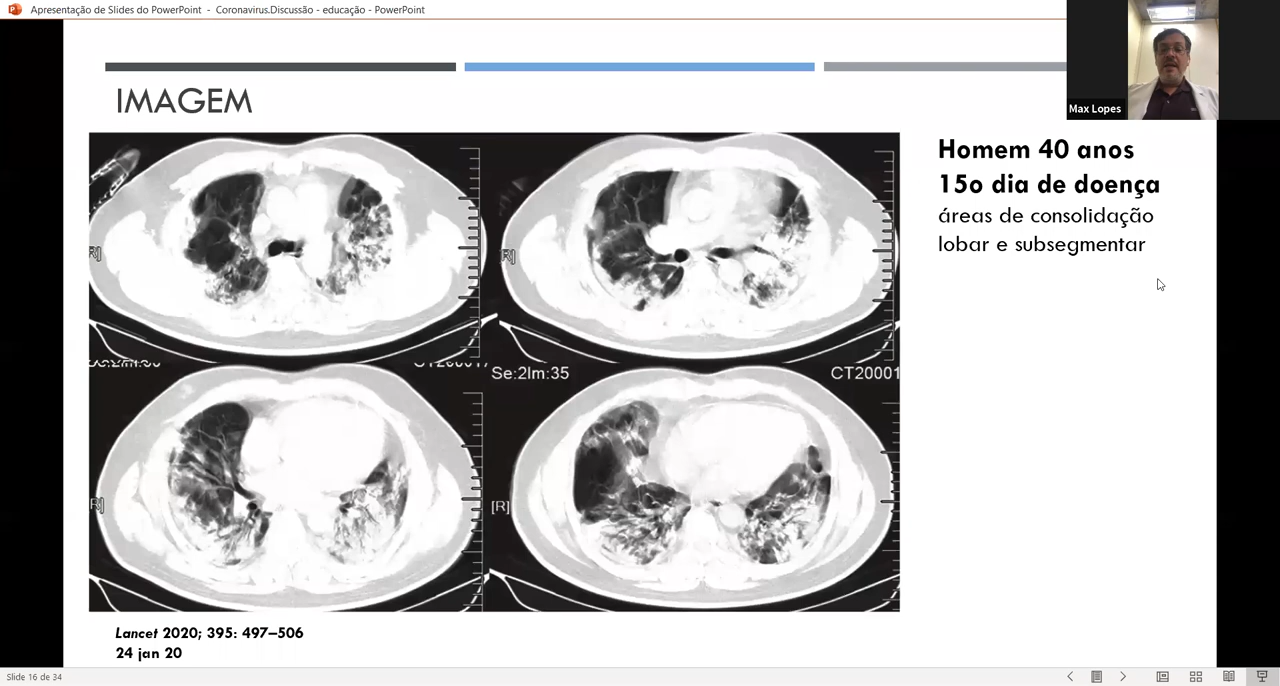 Apresentação de Slides do PowerPoint - Coronavirus.Discussão - educação - PowerPoint
Max Lopes
IMAGEM
Homem 40 anos
15o dia de doença
áreas de consolidação
lobar e subsegmentar
R]
[R]
Se:2Im:35
CT20001
R]
[R]
Lancet 2020; 395: 497–506
24 jan 20
Slide 16 de 34